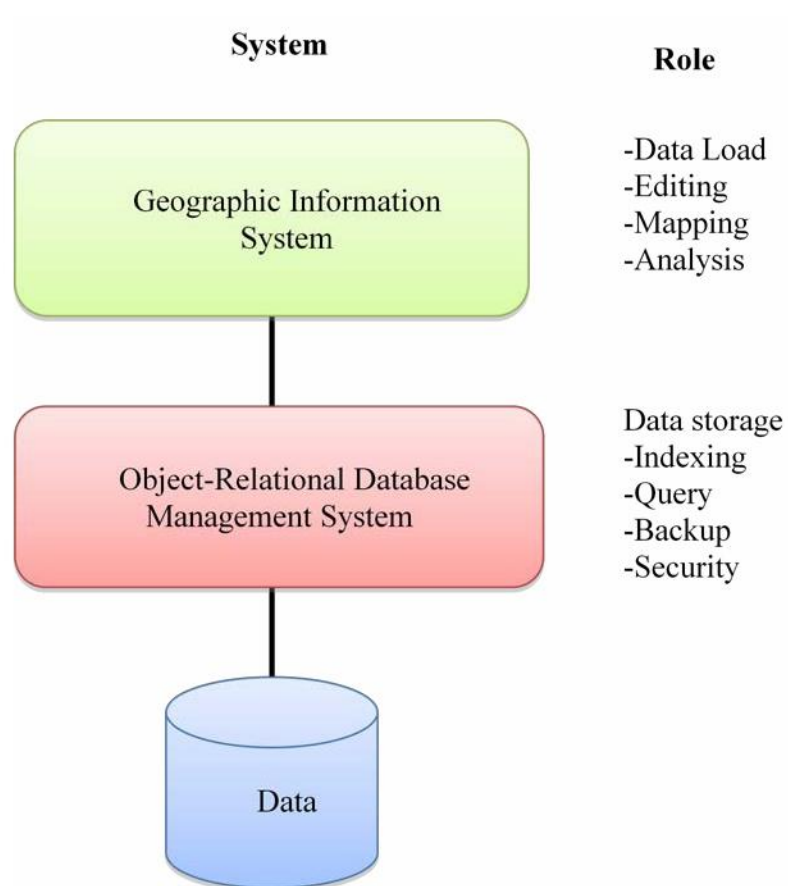 System
Role
Geographic Information
System
-Data Load
-Editing
-Mapping
-Analysis
Object-Relational Database
Management System
Data storage
-Indexing
-Query
-Backup
-Security
Data